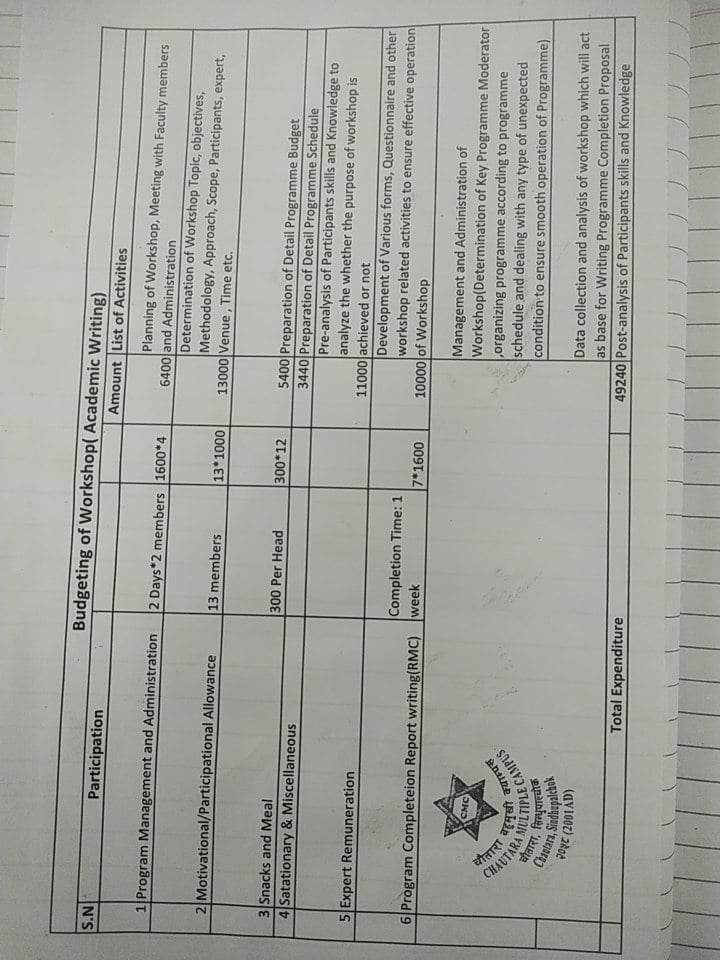 Budgeting of Workshop( Academic Writing)
S.N Participation Amount List of Activities
1 Program Management and Administration 2 Days*2 members 1600*4 6400 Planning of Workshop, Meeting with Faculty members
and Administration
2 Motivational/Participational Allowance 13 members 13*1000 13000 Determination of Workshop Topic, objectives,
Methodology, Approach, Scope, Participants, expert,
Venue , Time etc.
3 Snacks and Meal 300 Per Head 300*12 5400 Preparation of Detail Programme Budget
4 Satationary & Miscellaneous 3440 Preparation of Detail Programme Schedule
5 Expert Remuneration 11000 Pre-analysis of Participants skills and Knowledge to
analyze the whether the purpose of workshop is
achieved or not
6 Program Completeion Report writing(RMC) Completion Time: 1
week 7*1600 10000 Development of Various forms, Questionnaire and other
workshop related activities to ensure effective operation
of Workshop
Management and Administration of
Workshop(Determination of Key Programme Moderator
,organizing programme according to programme
schedule and dealing with any type of unexpected
condition to ensure smooth operation of Programme)
Data collection and analysis of workshop which will act
as base for Writing Programme Completion Proposal
Total Expenditure 49240 Post-analysis of Participants skills and Knowledge
CMC
चौतारा बहुमुखी क्याम्पस
CHAUTARA MULTIPLE CAMPUS
चौतारा, सिन्धुपाल्चोक
Chautara, Sindhupalchok
२०५८ (2001AD)